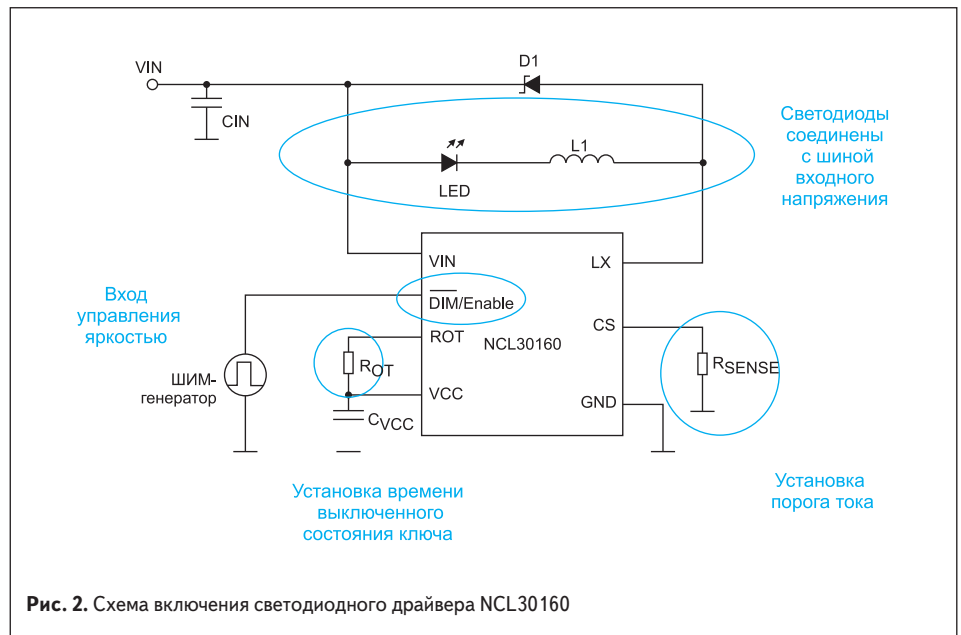 VIN
D1
CIN
L1
LED
Светодиоды
соединены
с шиной
входного
напряжения
VIN
LX
Вход
управления
яркостью
DIM/Enable
CS
ROT
NCL30160
ROT
RSENSE
ШИМ-
генератор
VCC
GND
CVCC
Установка времени
выключенного
состояния ключа
Установка
порога тока
Рис. 2. Схема включения светодиодного драйвера NCL30160